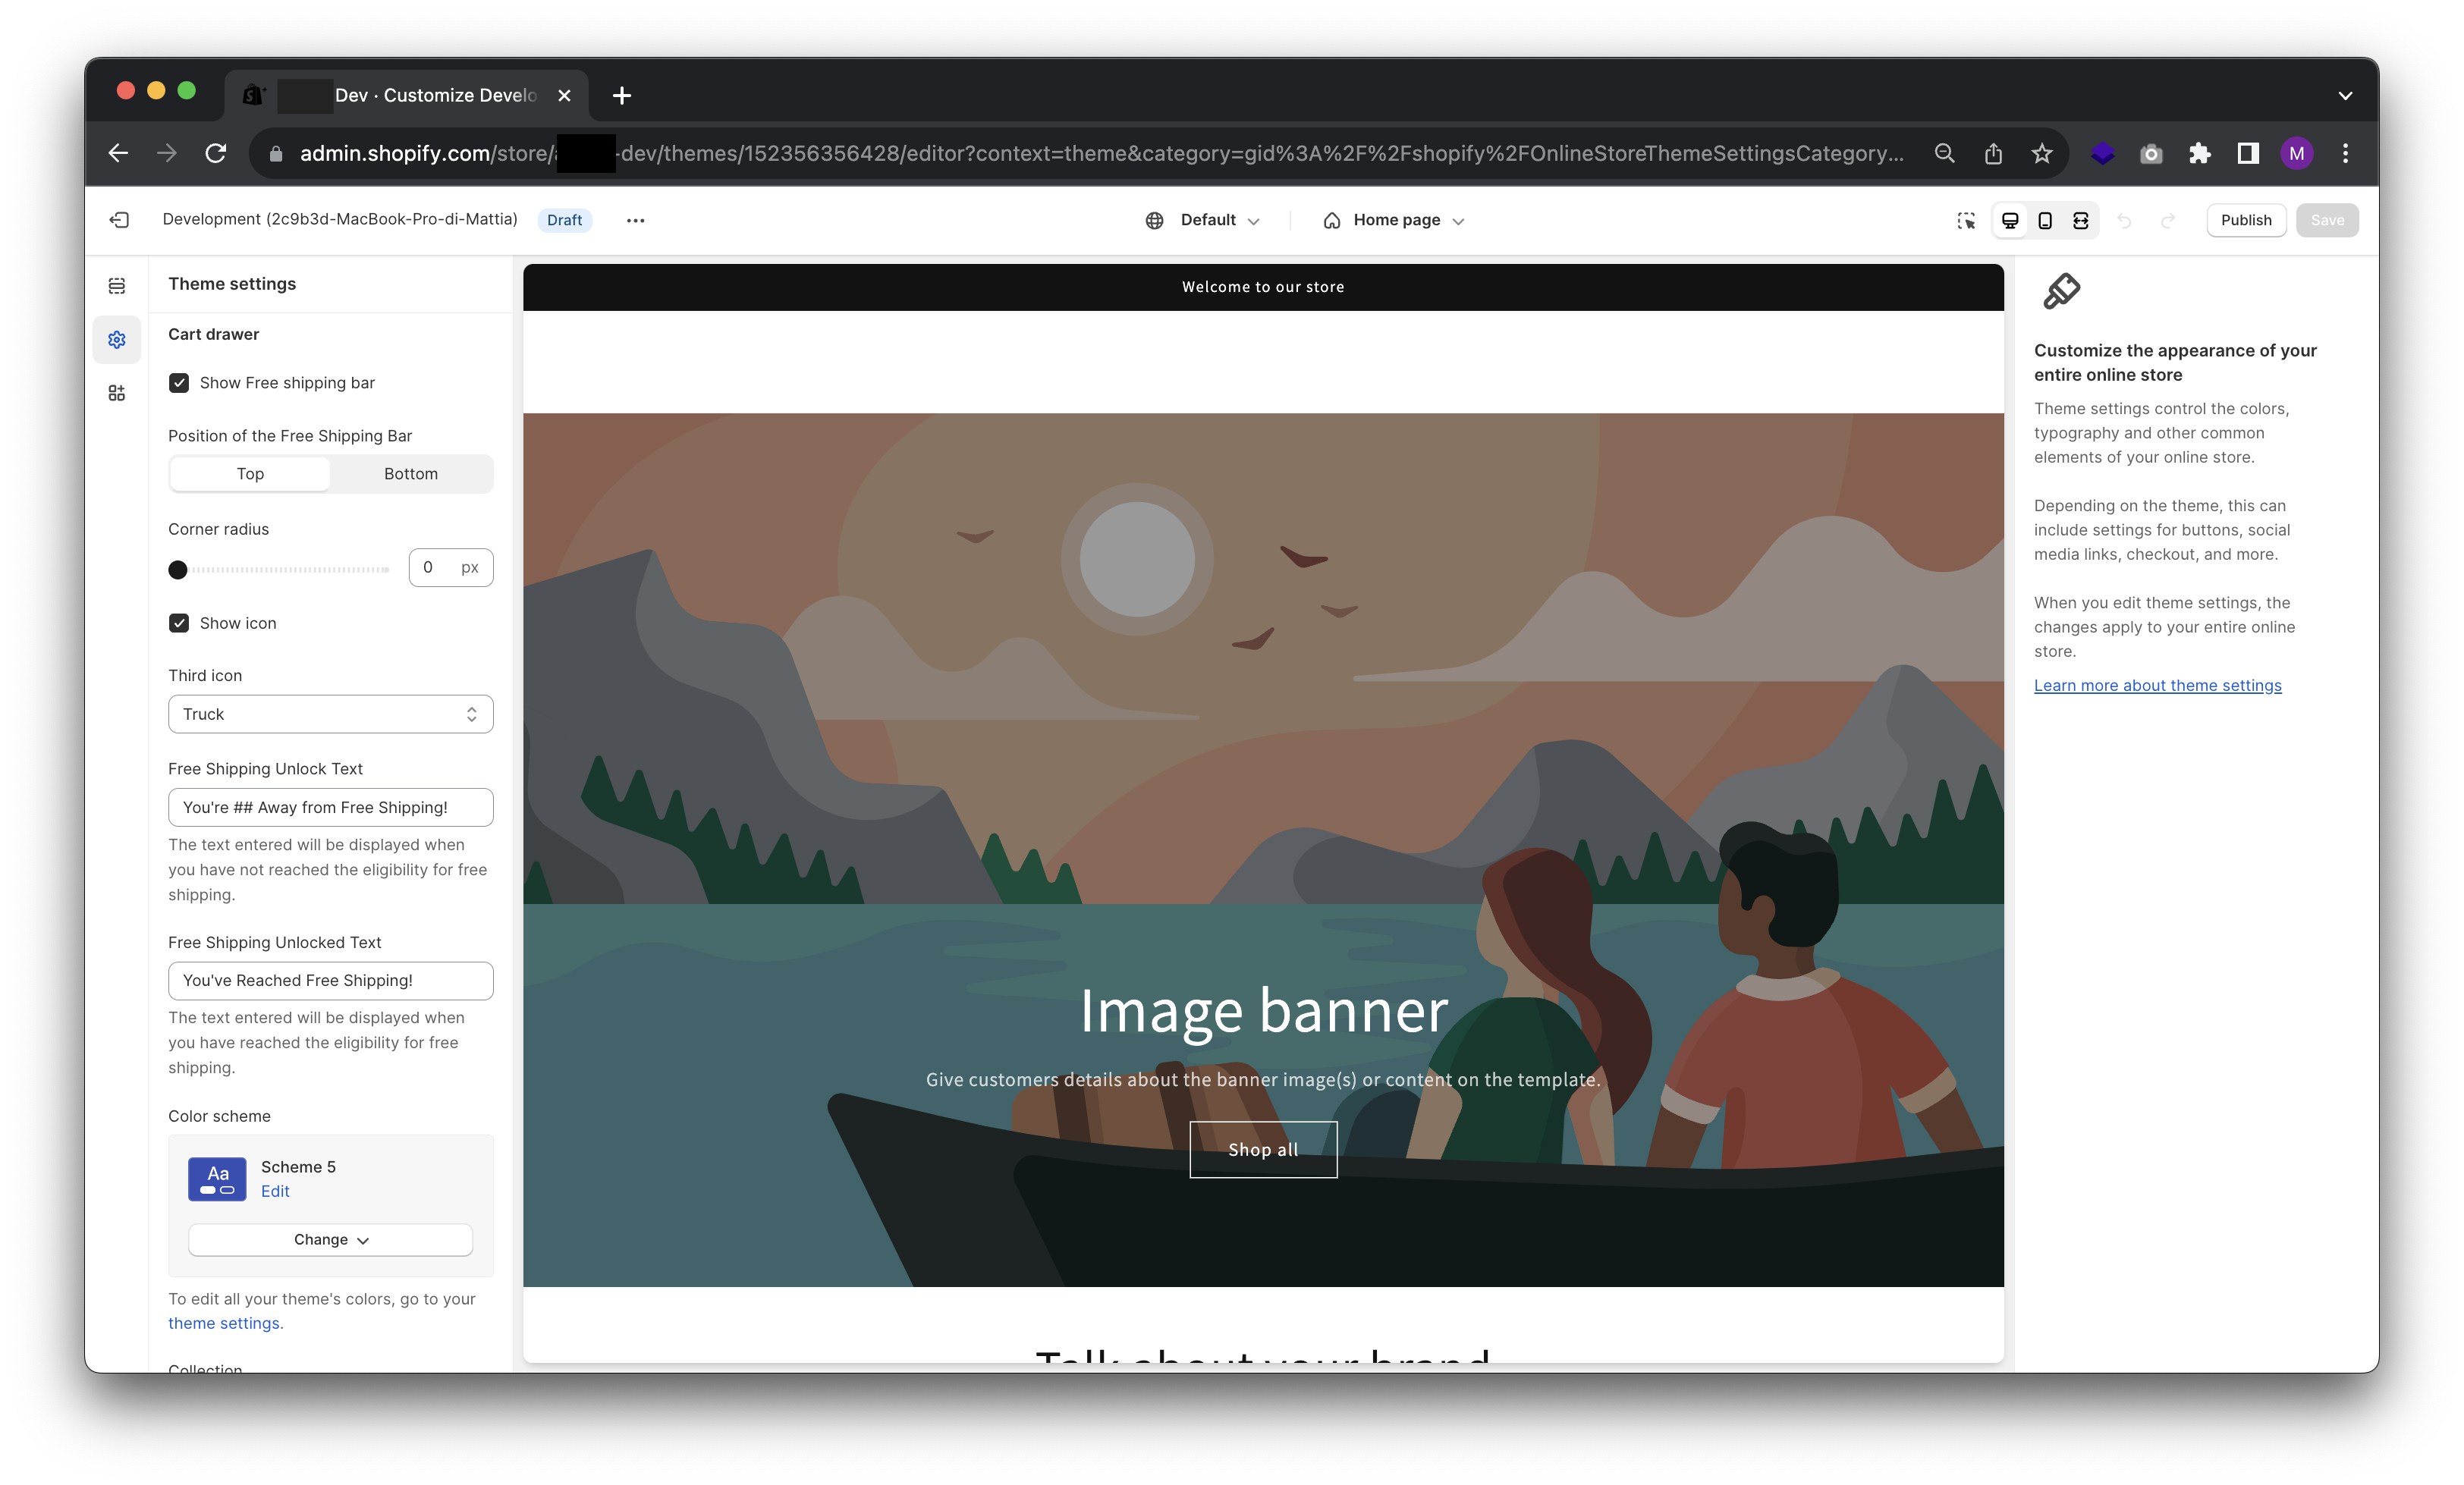 Dev · Customize Develo
admin.shopify.com/store/a -dev/themes/152356356428/editor?context=theme&category=gid%3A%2F%2Fshopify%2FOnlineStoreThemeSettingsCategory...
M
Development (2c9b3d-MacBook-Pro-di-Mattia)
Draft
Default
Home page
Publish
Save
Theme settings
Cart drawer
Show Free shipping bar
Position of the Free Shipping Bar
Top
Bottom
Corner radius
0 px
Show icon
Third icon
Truck
Free Shipping Unlock Text
You're ## Away from Free Shipping!
The text entered will be displayed when
you have not reached the eligibility for free
shipping.
Free Shipping Unlocked Text
You've Reached Free Shipping!
The text entered will be displayed when
you have reached the eligibility for free
shipping.
Color scheme
Aa
Scheme 5
Edit
Change
To edit all your theme's colors, go to your
theme settings.
Collection
Welcome to our store
Image banner
Give customers details about the banner image(s) or content on the template.
Shop all
Talk about your brand
Customize the appearance of your
entire online store
Theme settings control the colors,
typography and other common
elements of your online store.
Depending on the theme, this can
include settings for buttons, social
media links, checkout, and more.
When you edit theme settings, the
changes apply to your entire online
store.
Learn more about theme settings